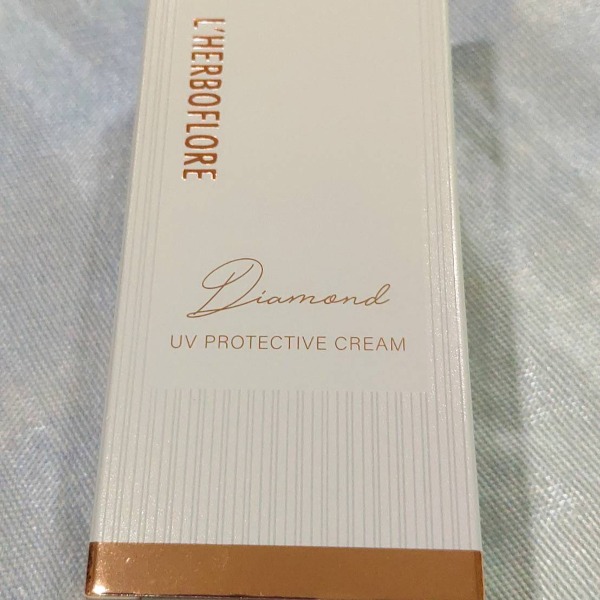 L'HERBOFLORE
Diamond
UV PROTECTIVE CREAM